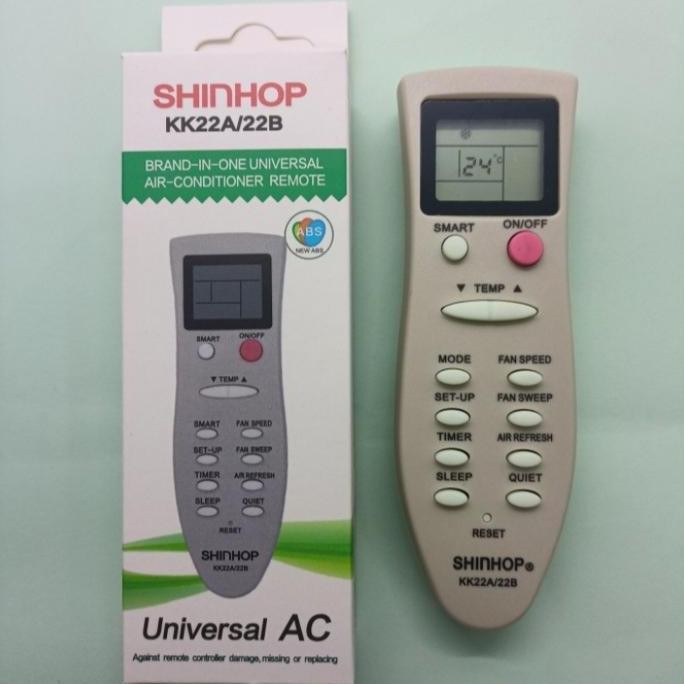 SHINHOP
KK22A/22B
BRAND-IN-ONE UNIVERSAL
AIR-CONDITIONER REMOTE
ABS
NEW ABS
SMART ON/OFF
▼ TEMP ▲
SMART FAN SPEED
SET-UP FAN SWEEP
TIMER AIR REFRESH
SLEEP QUIET
RESET
SHINHOP
KK22A/22B
Universal AC
Against remote controller damage, missing or replacing
24°C
SMART ON/OFF
▼ TEMP ▲
MODE FAN SPEED
SET-UP FAN SWEEP
TIMER AIR REFRESH
SLEEP QUIET
RESET
SHINHOP®
KK22A/22B